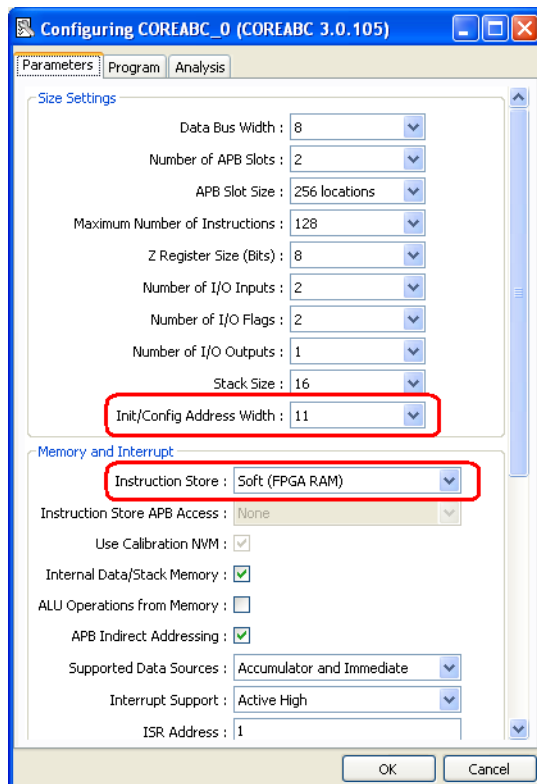 Configuring COREABC_0 (COREABC 3.0.105)
Parameters Program Analysis
Size Settings
Data Bus Width : 8
Number of APB Slots : 2
APB Slot Size : 256 locations
Maximum Number of Instructions : 128
Z Register Size (Bits) : 8
Number of I/O Inputs : 2
Number of I/O Flags : 2
Number of I/O Outputs : 1
Stack Size : 16
Init/Config Address Width : 11
Memory and Interrupt
Instruction Store : Soft (FPGA RAM)
Instruction Store APB Access : None
Use Calibration NVM :
Internal Data/Stack Memory :
ALU Operations from Memory :
APB Indirect Addressing :
Supported Data Sources : Accumulator and Immediate
Interrupt Support : Active High
ISR Address : 1
OK Cancel